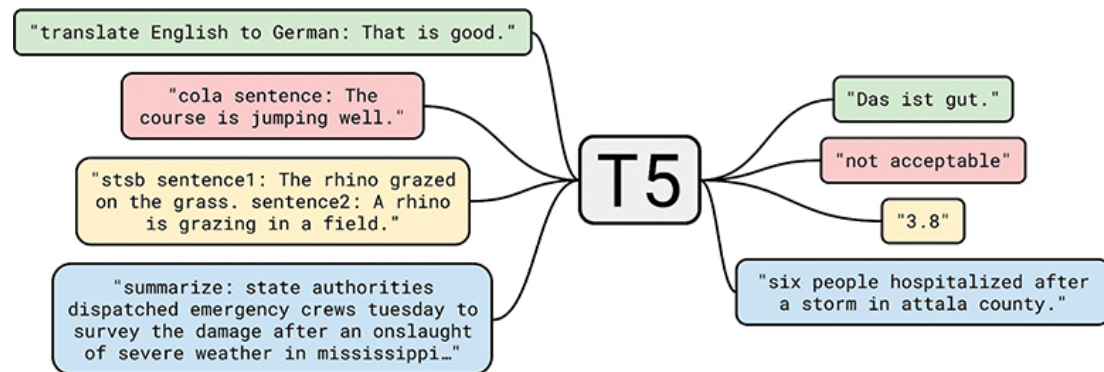 "translate English to German: That is good."
"cola sentence: The
course is jumping well."
"stsb sentence1: The rhino grazed
on the grass. sentence2: A rhino
is grazing in a field."
"summarize: state authorities
dispatched emergency crews tuesday to
survey the damage after an onslaught
of severe weather in mississippi…"
T5
"Das ist gut."
"not acceptable"
"3.8"
"six people hospitalized after
a storm in attala county."